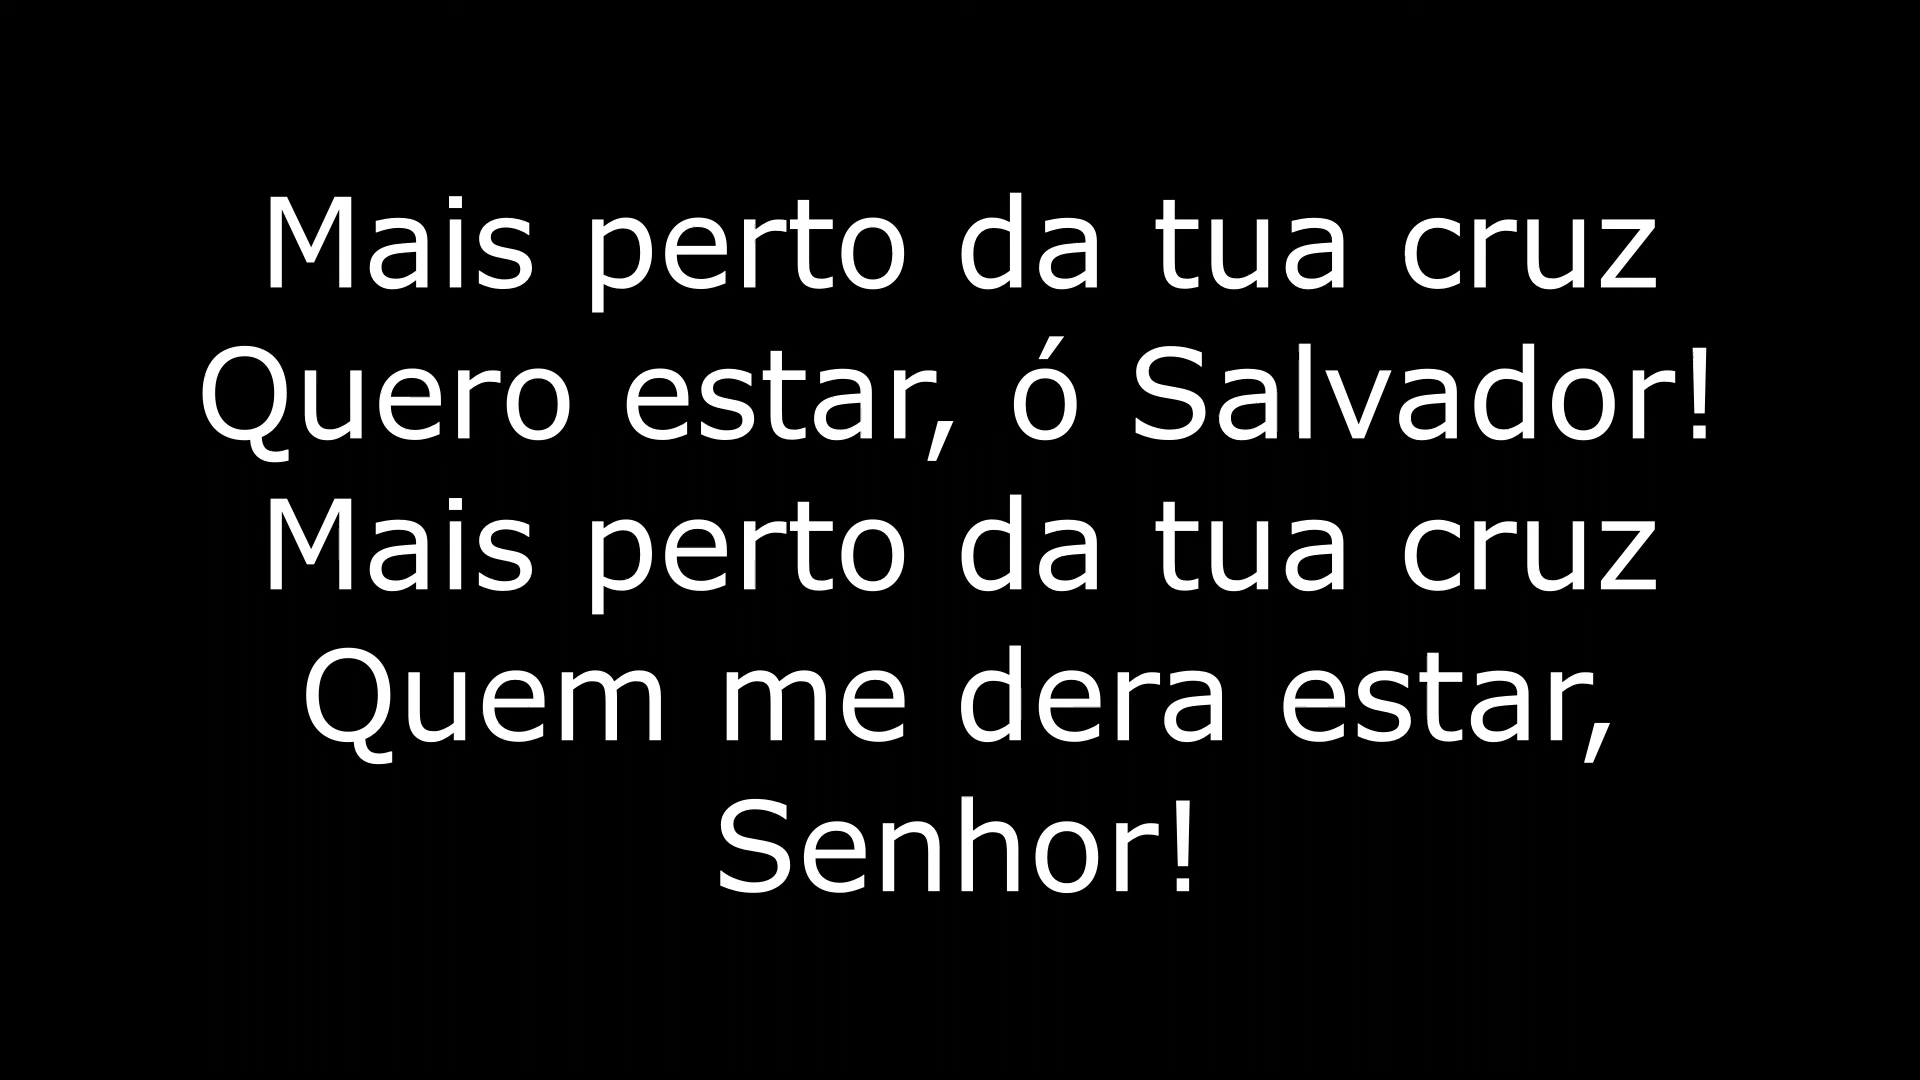 Mais perto da tua cruz
Quero estar, ó Salvador!
Mais perto da tua cruz
Quem me dera estar,
Senhor!